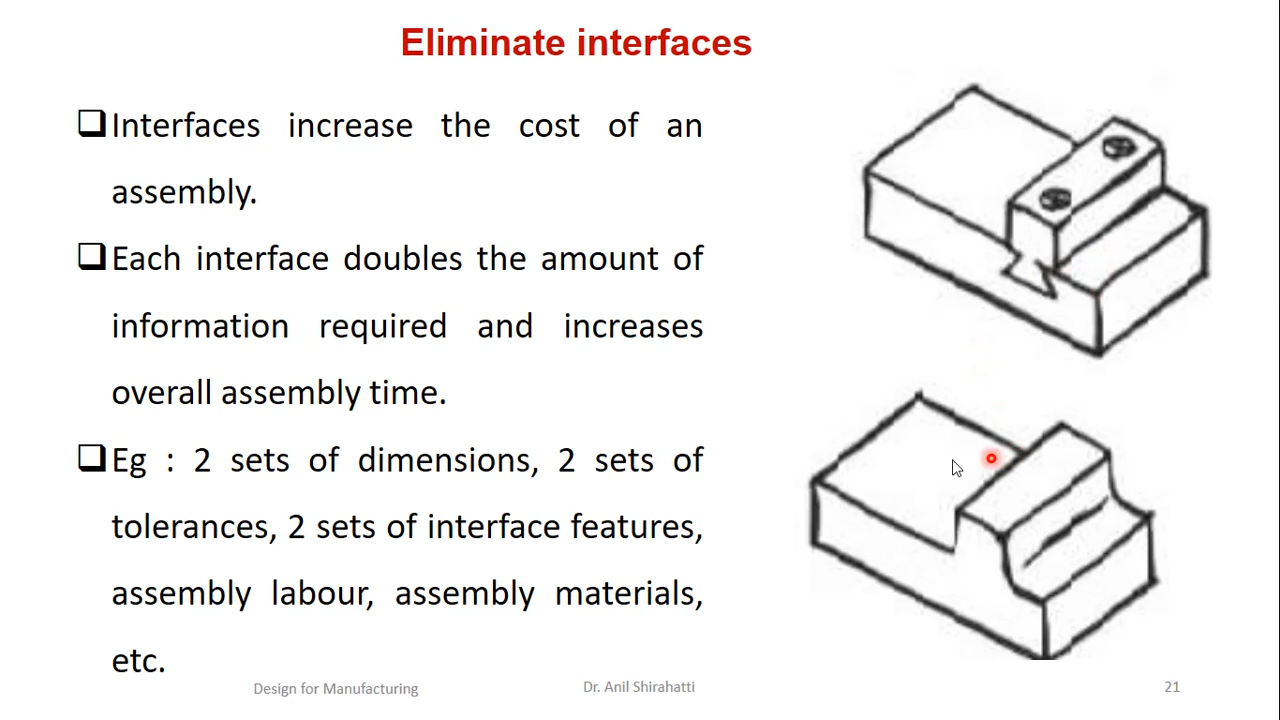 Eliminate interfaces
❑Interfaces increase the cost of an
assembly.
❑Each interface doubles the amount of
information required and increases
overall assembly time.
❑Eg : 2 sets of dimensions, 2 sets of
tolerances, 2 sets of interface features,
assembly labour, assembly materials,
etc.
Design for Manufacturing
Dr. Anil Shirahatti
21